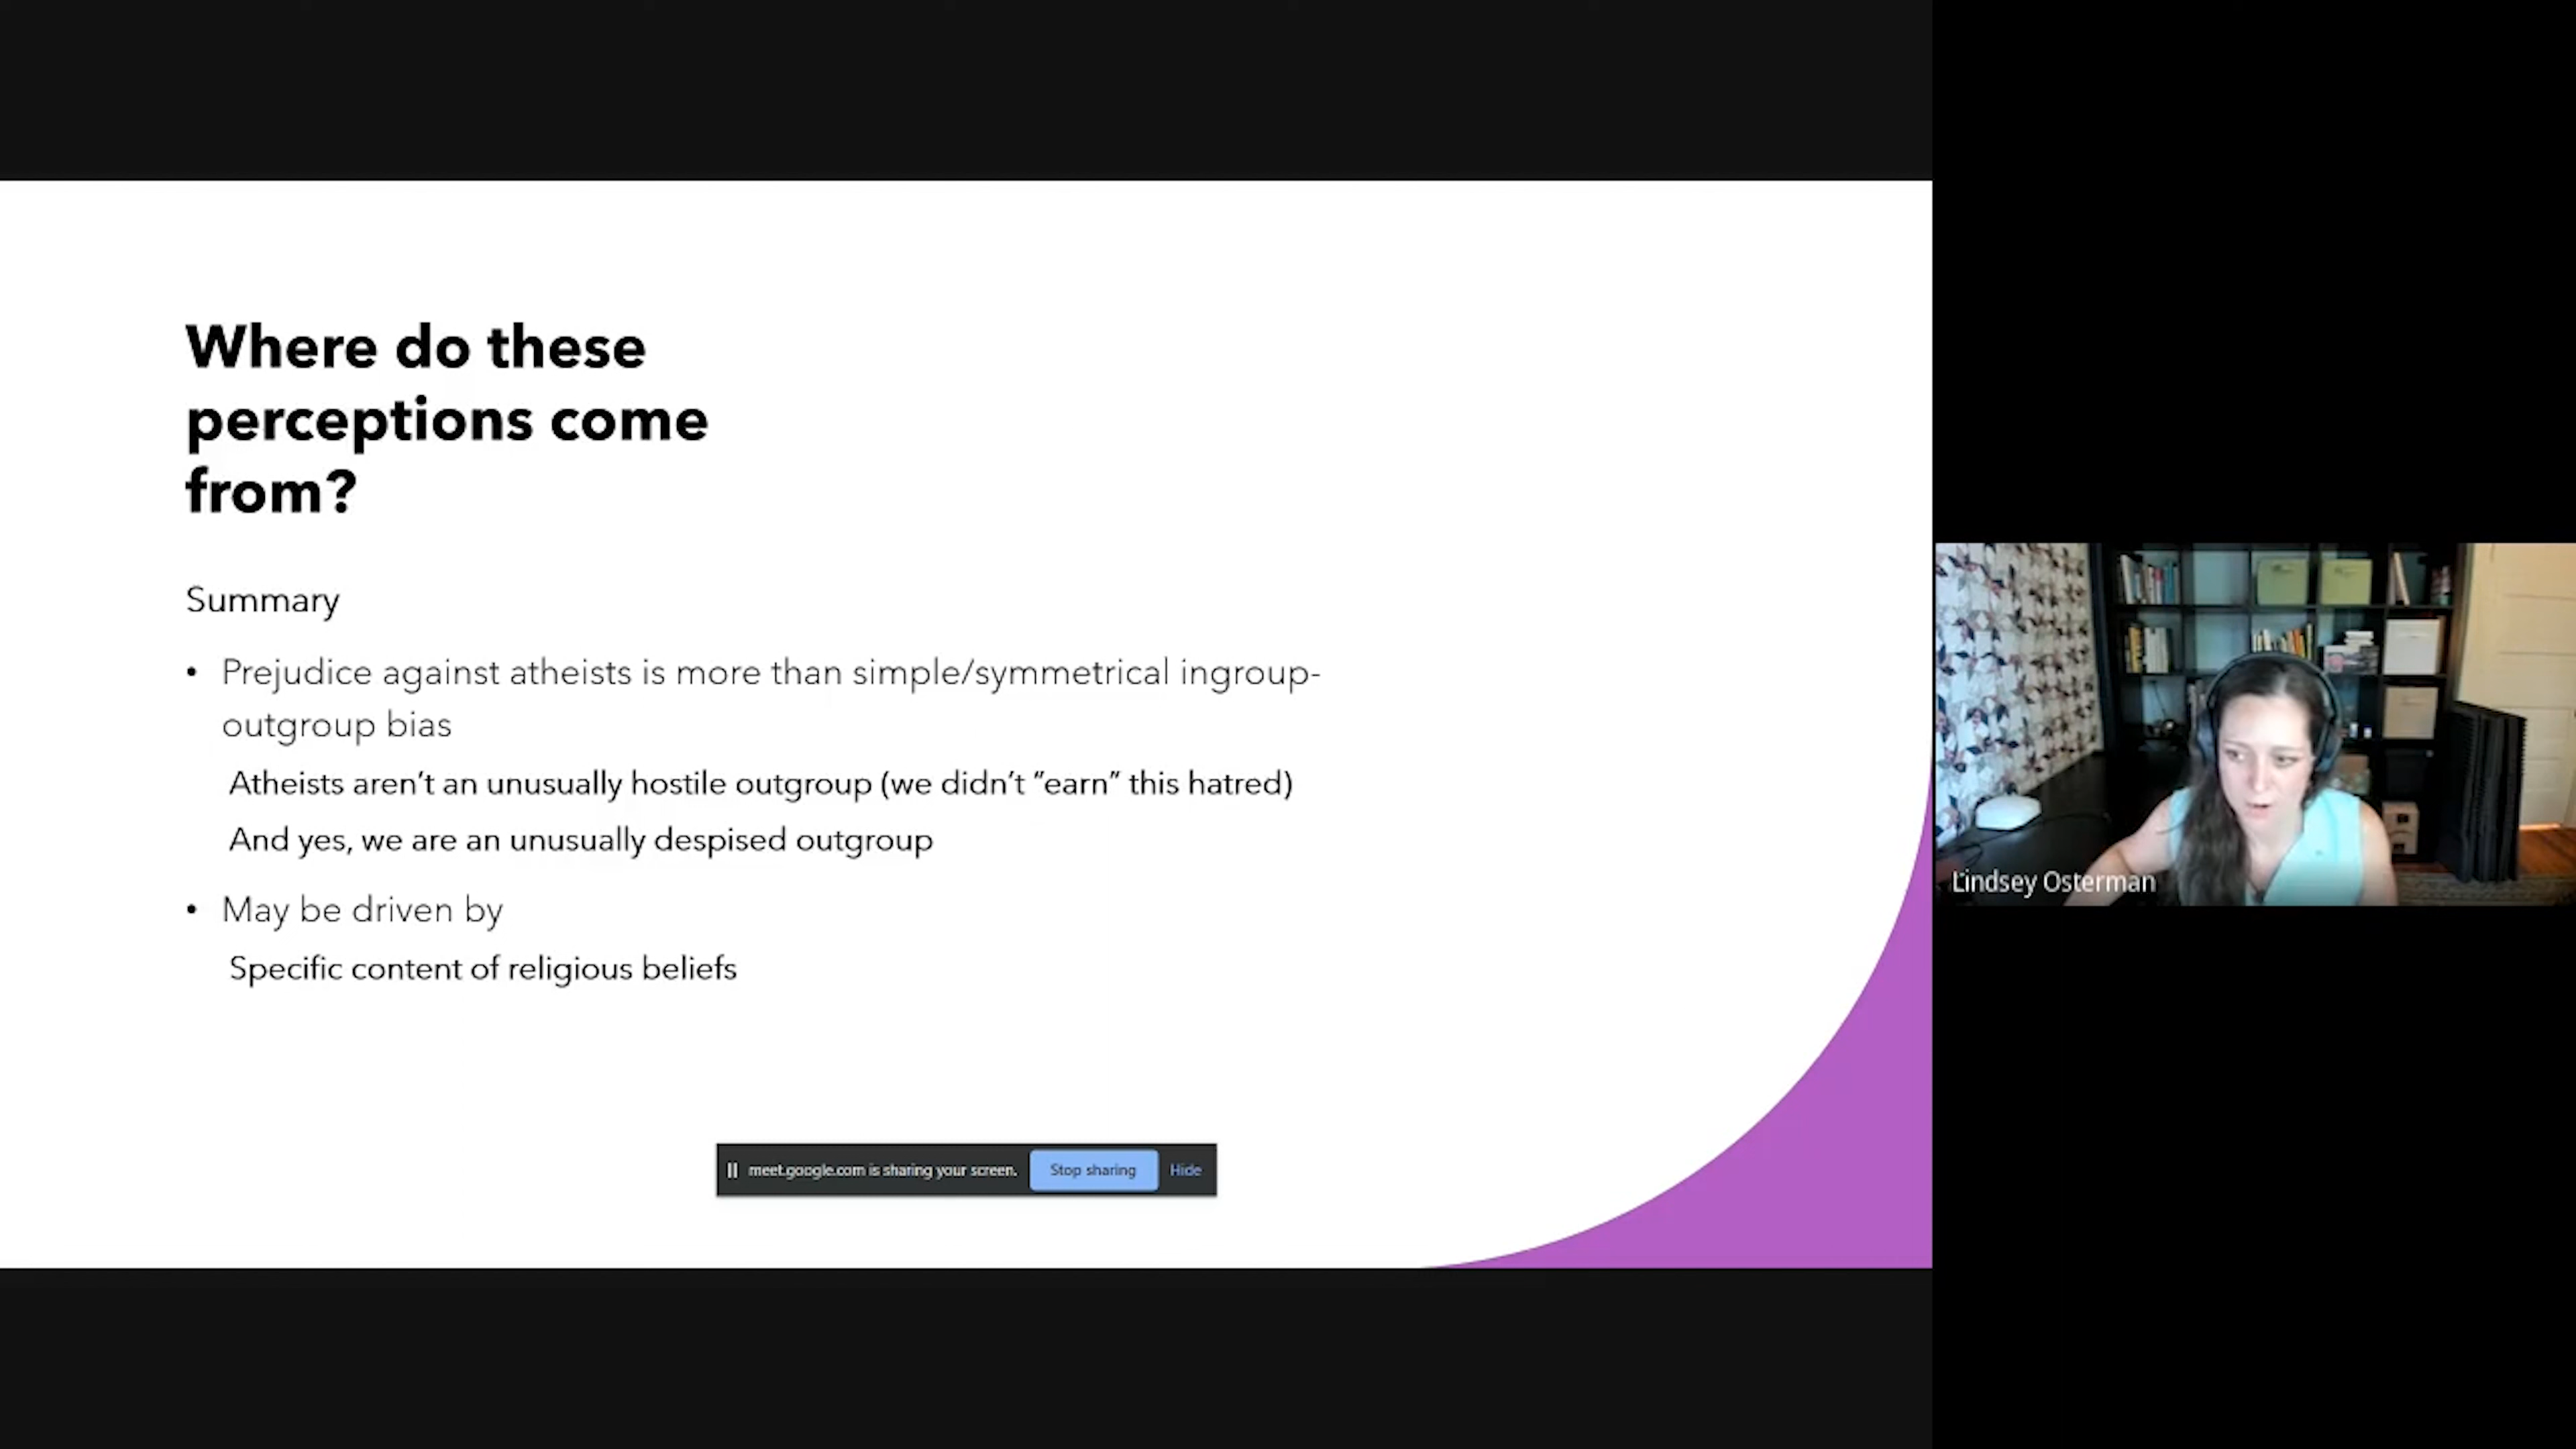 Where do these
perceptions come
from?
Summary
• Prejudice against atheists is more than simple/symmetrical ingroup-
outgroup bias
Atheists aren't an unusually hostile outgroup (we didn't "earn" this hatred)
And yes, we are an unusually despised outgroup
• May be driven by
Specific content of religious beliefs
meet.google.com is sharing your screen. Stop sharing Hide
Lindsey Osterman